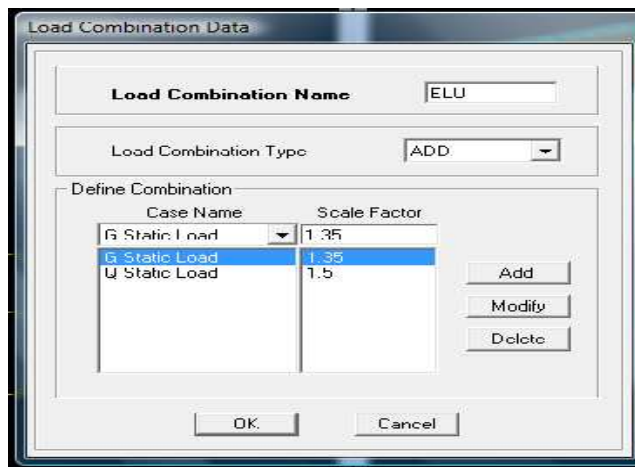 Load Combination Data
Load Combination Name ELU
Load Combination Type ADD
Define Combination
Case Name Scale Factor
G Static Load 1.35
G Static Load 1.35
Q Static Load 1.5
Add
Modify
Delete
OK
Cancel